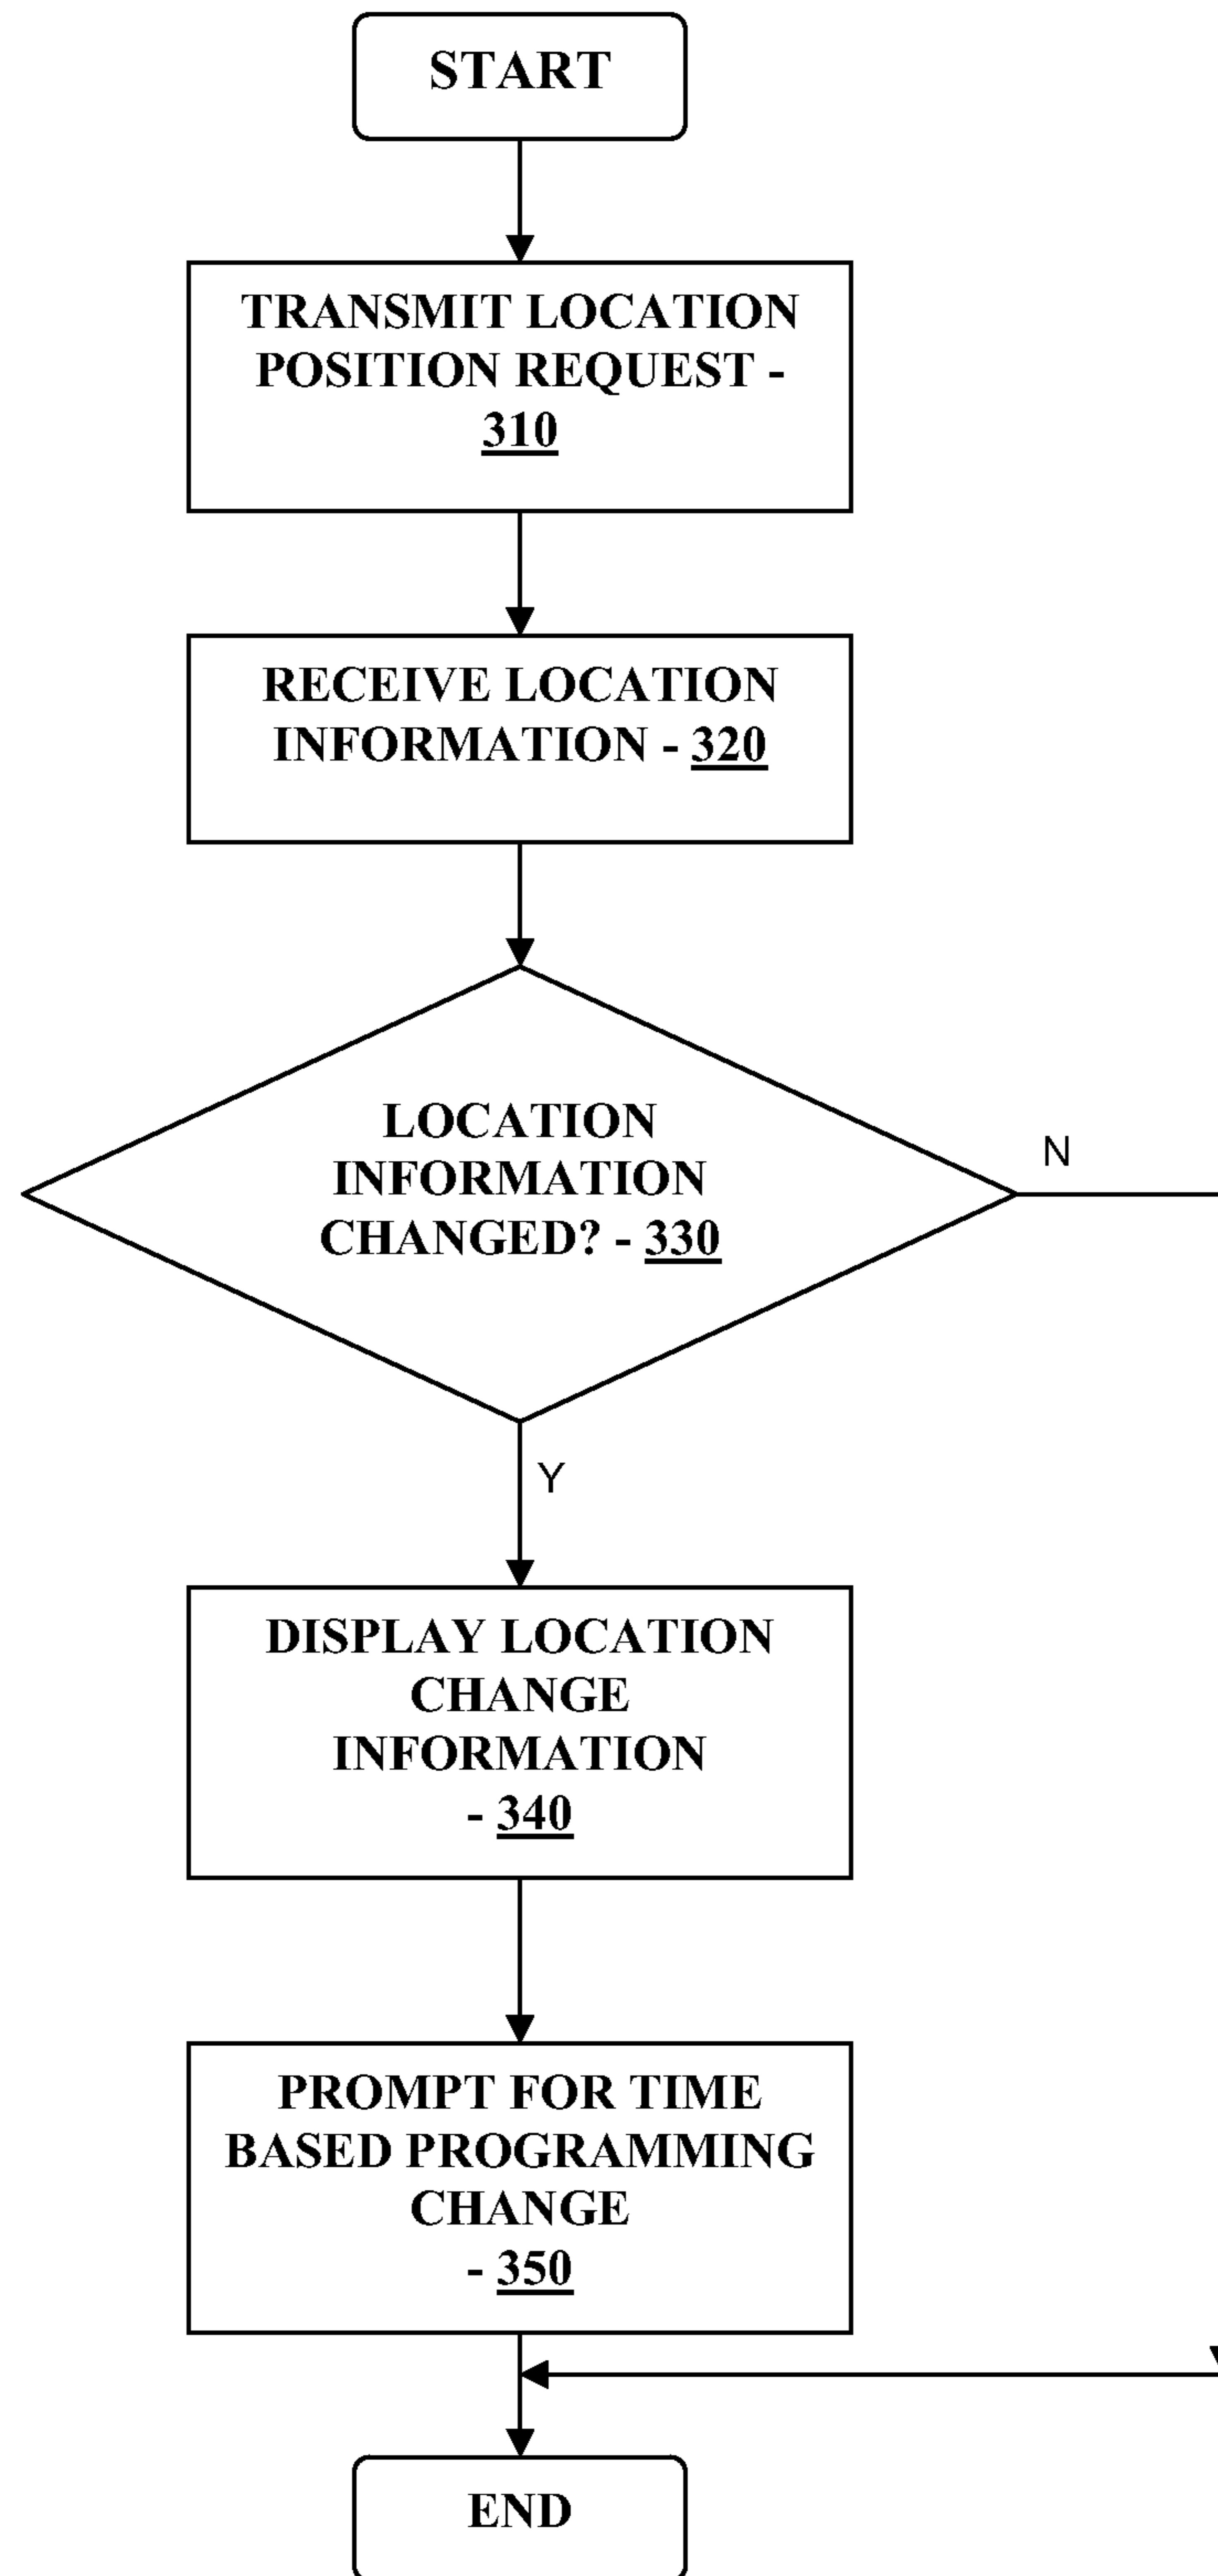 START
TRANSMIT LOCATION
POSITION REQUEST -
310
RECEIVE LOCATION
INFORMATION - 320
LOCATION
INFORMATION
CHANGED? - 330
N
Y
DISPLAY LOCATION
CHANGE
INFORMATION
- 340
PROMPT FOR TIME
BASED PROGRAMMING
CHANGE
- 350
END